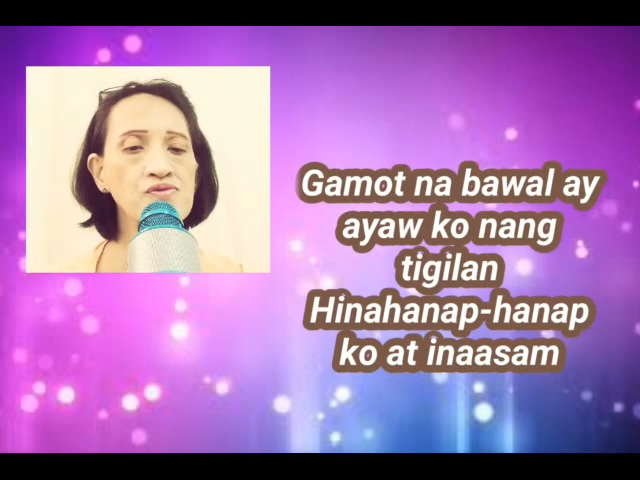 Gamot na bawal ay
ayaw ko nang
tigilan
Hinahanap-hanap
ko at inaasam